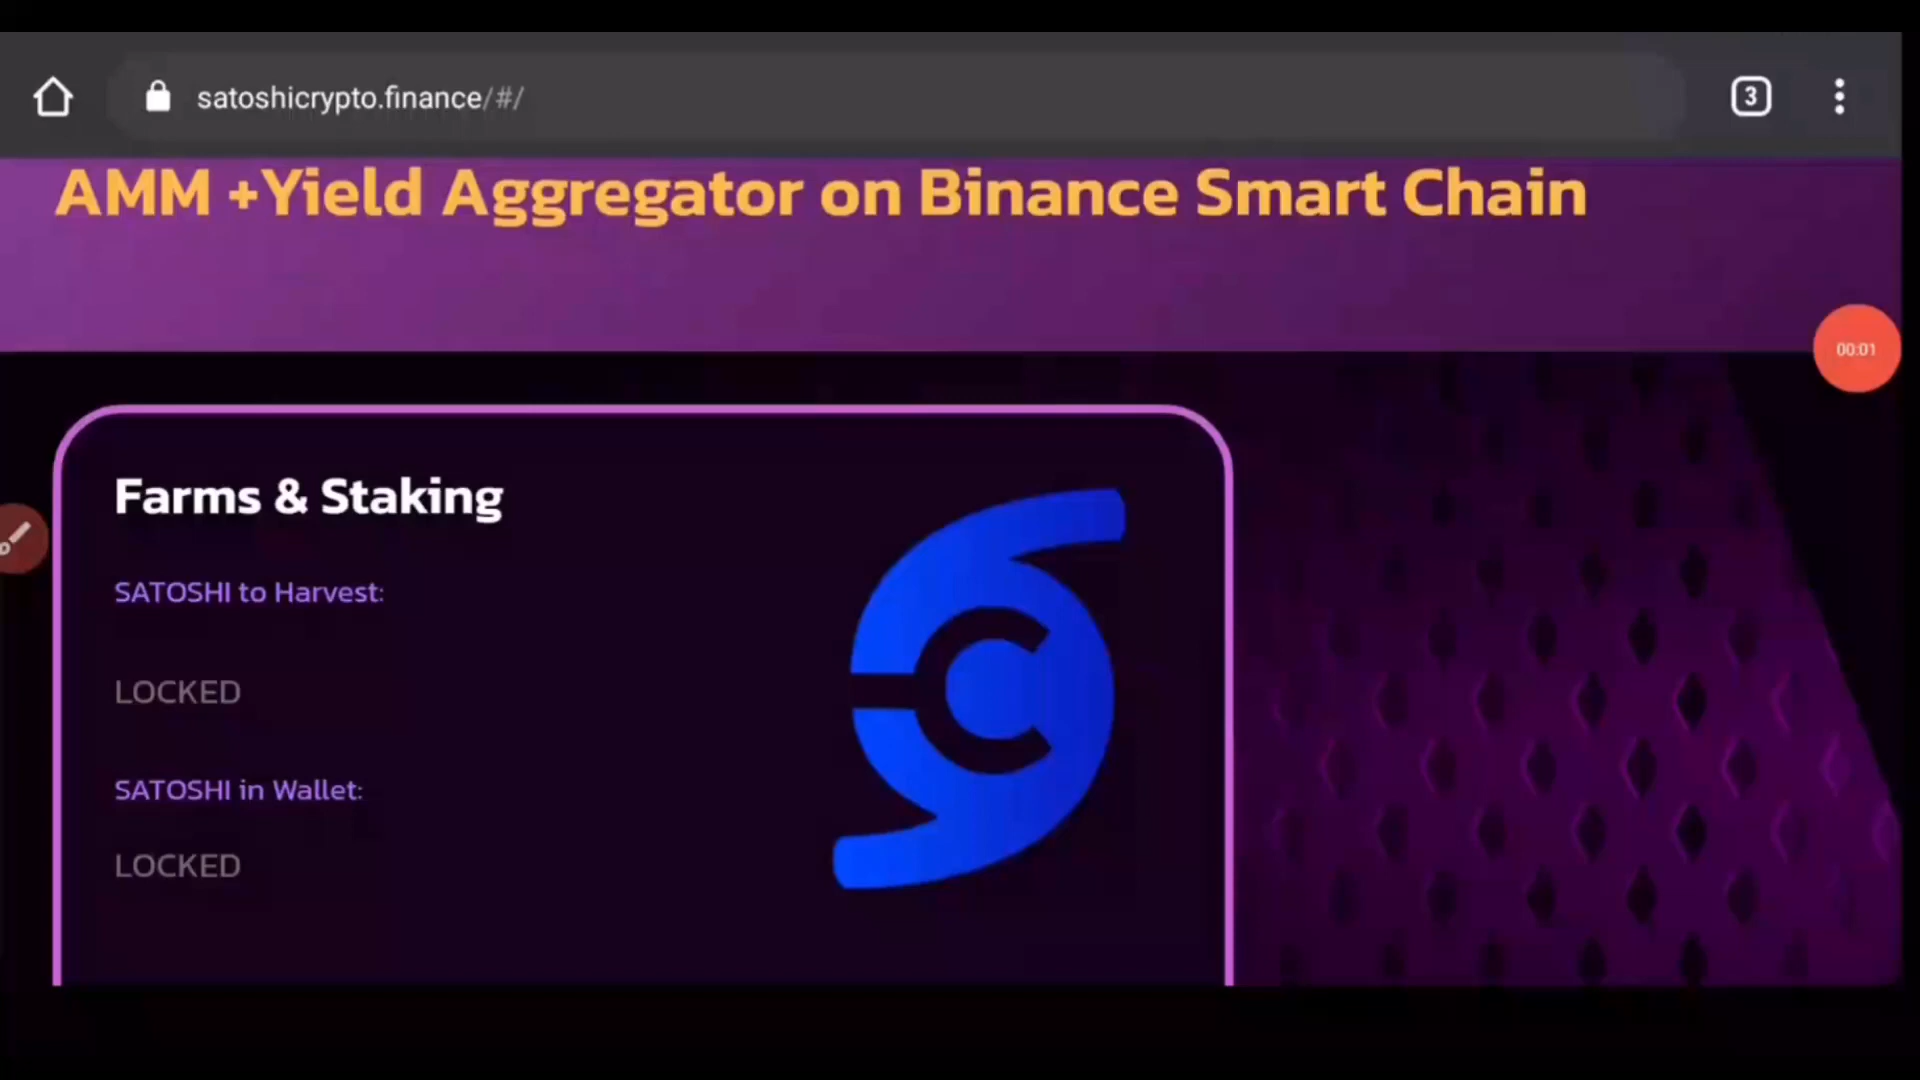 satoshicrypto.finance/#/
3
AMM +Yield Aggregator on Binance Smart Chain
00:01
Farms & Staking
SATOSHI to Harvest:
LOCKED
SATOSHI in Wallet:
LOCKED